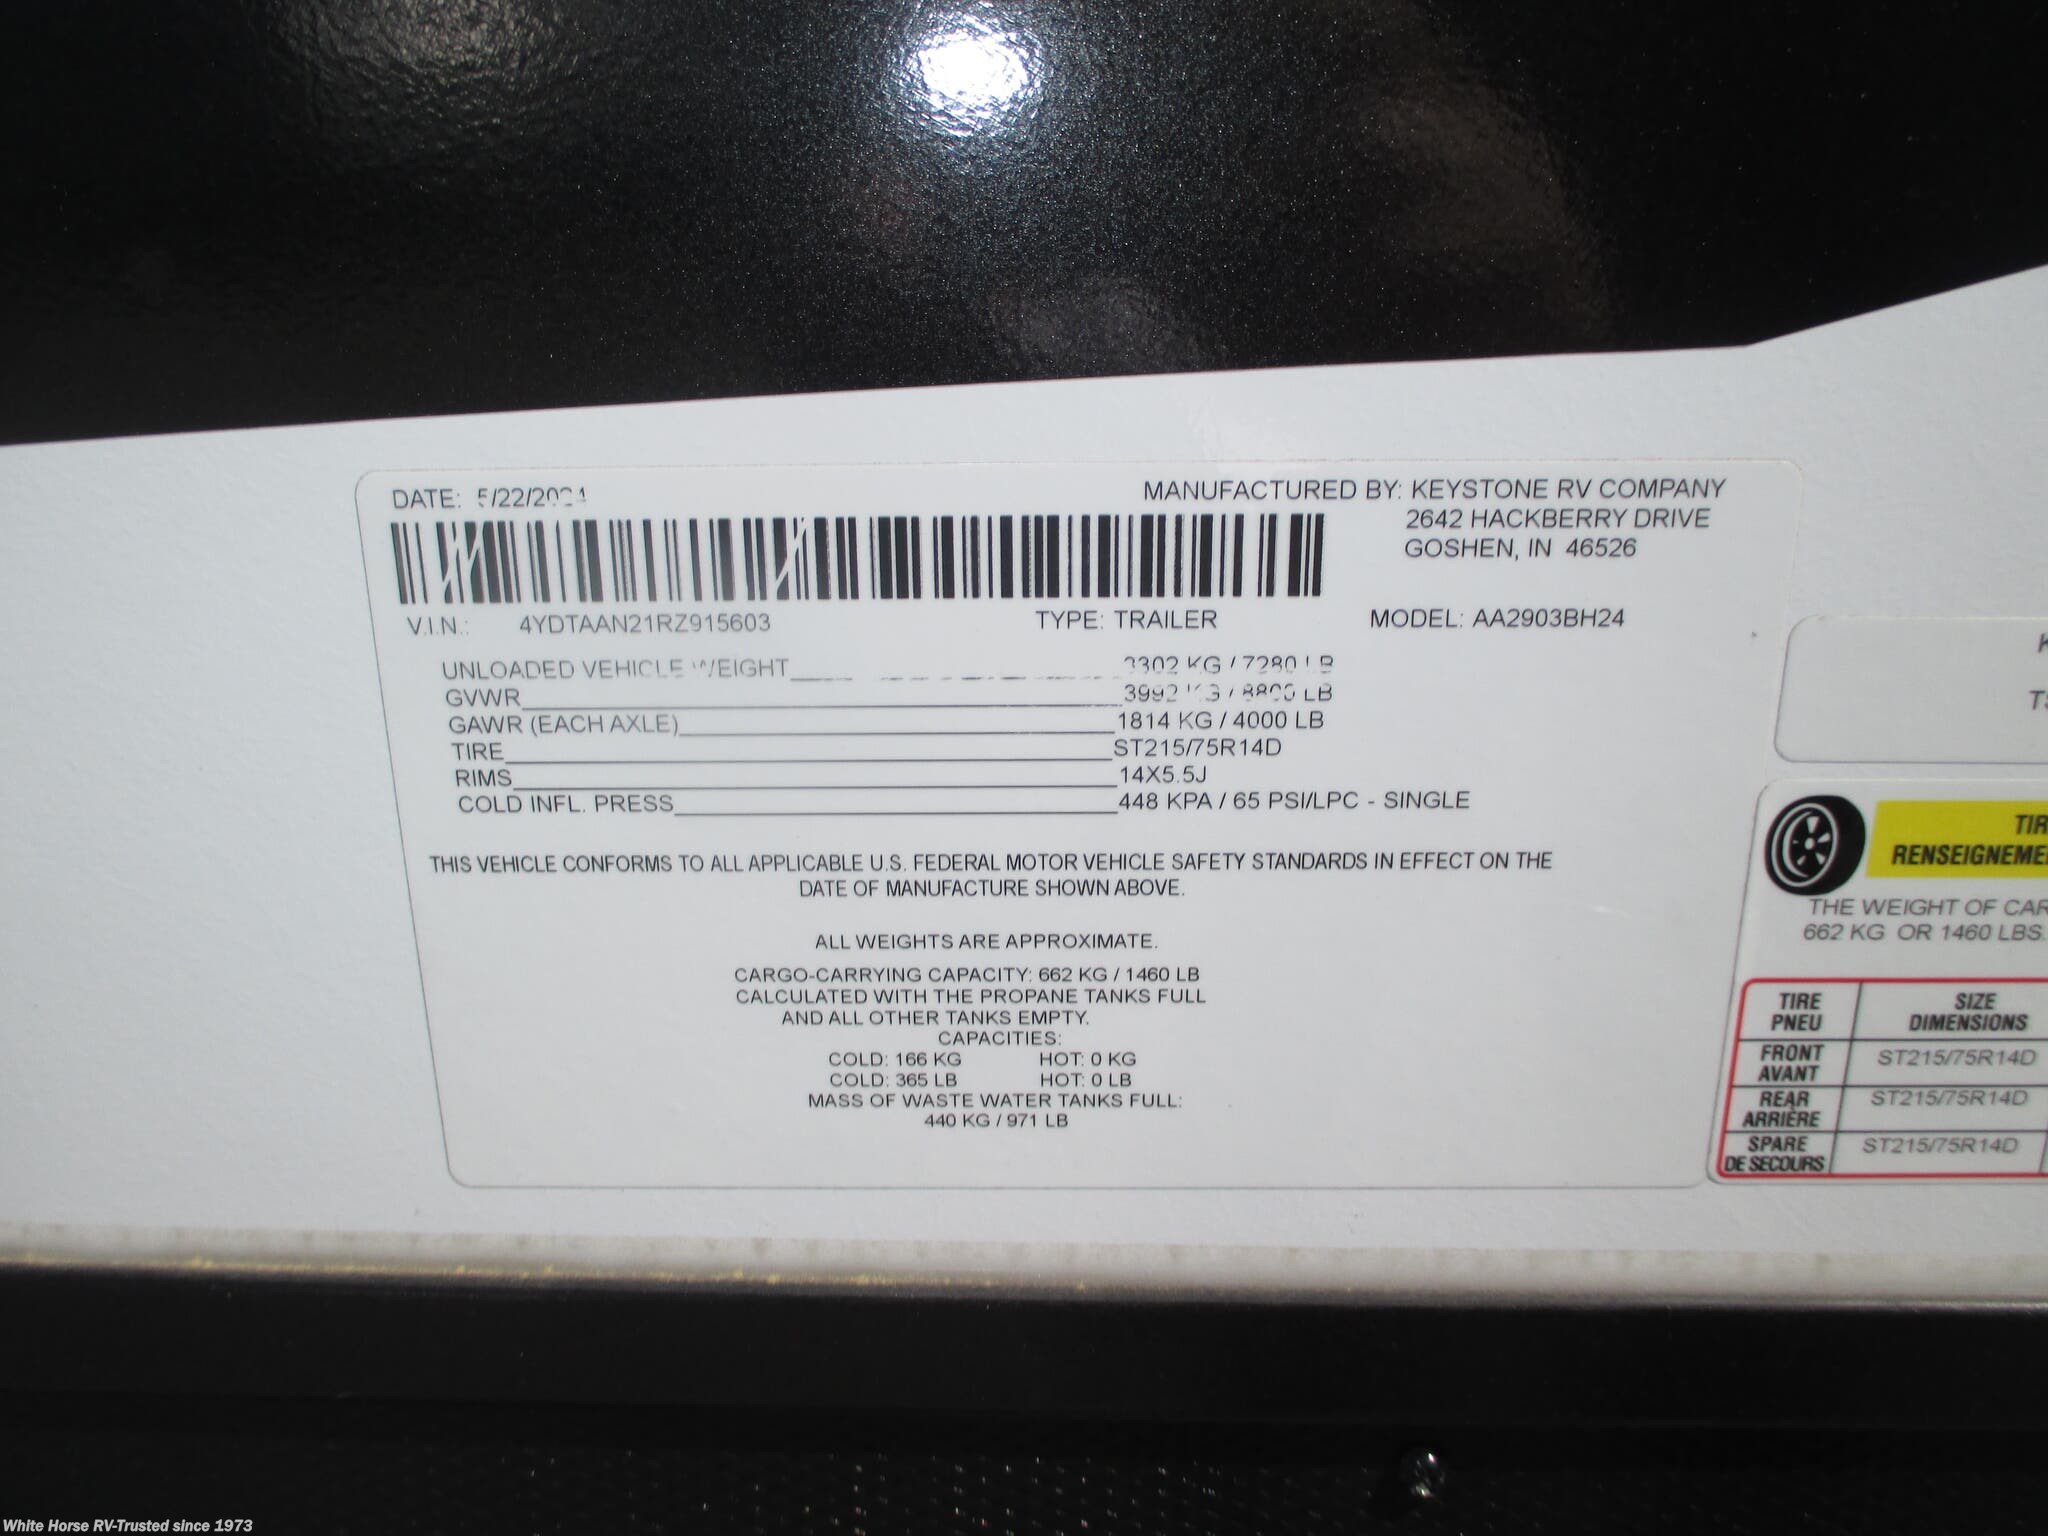 DATE: 5/22/2024
MANUFACTURED BY: KEYSTONE RV COMPANY
2642 HACKBERRY DRIVE
GOSHEN, IN 46526
V.I.N.: 4YDTAAN21RZ915603 TYPE: TRAILER MODEL: AA2903BH24
UNLOADED VEHICLE WEIGHT 3302 KG / 7280 LB
GVWR 3992 KG / 8800 LB
GAWR (EACH AXLE) 1814 KG / 4000 LB
TIRE ST215/75R14D
RIMS 14X5.5J
COLD INFL. PRESS 448 KPA / 65 PSI/LPC - SINGLE
THIS VEHICLE CONFORMS TO ALL APPLICABLE U.S. FEDERAL MOTOR VEHICLE SAFETY STANDARDS IN EFFECT ON THE
DATE OF MANUFACTURE SHOWN ABOVE.
ALL WEIGHTS ARE APPROXIMATE.
CARGO-CARRYING CAPACITY: 662 KG / 1460 LB
CALCULATED WITH THE PROPANE TANKS FULL
AND ALL OTHER TANKS EMPTY.
CAPACITIES:
COLD: 166 KG HOT: 0 KG
COLD: 365 LB HOT: 0 LB
MASS OF WASTE WATER TANKS FULL:
440 KG / 971 LB
THE WEIGHT OF
662 KG OR 1460 LBS.
TIRE SIZE
PNEU DIMENSIONS
FRONT ST215/75R14D
AVANT
REAR ST215/75R14D
ARRIÈRE
SPARE ST215/75R14D
DE SECOURS
White Horse RV-Trusted since 1973